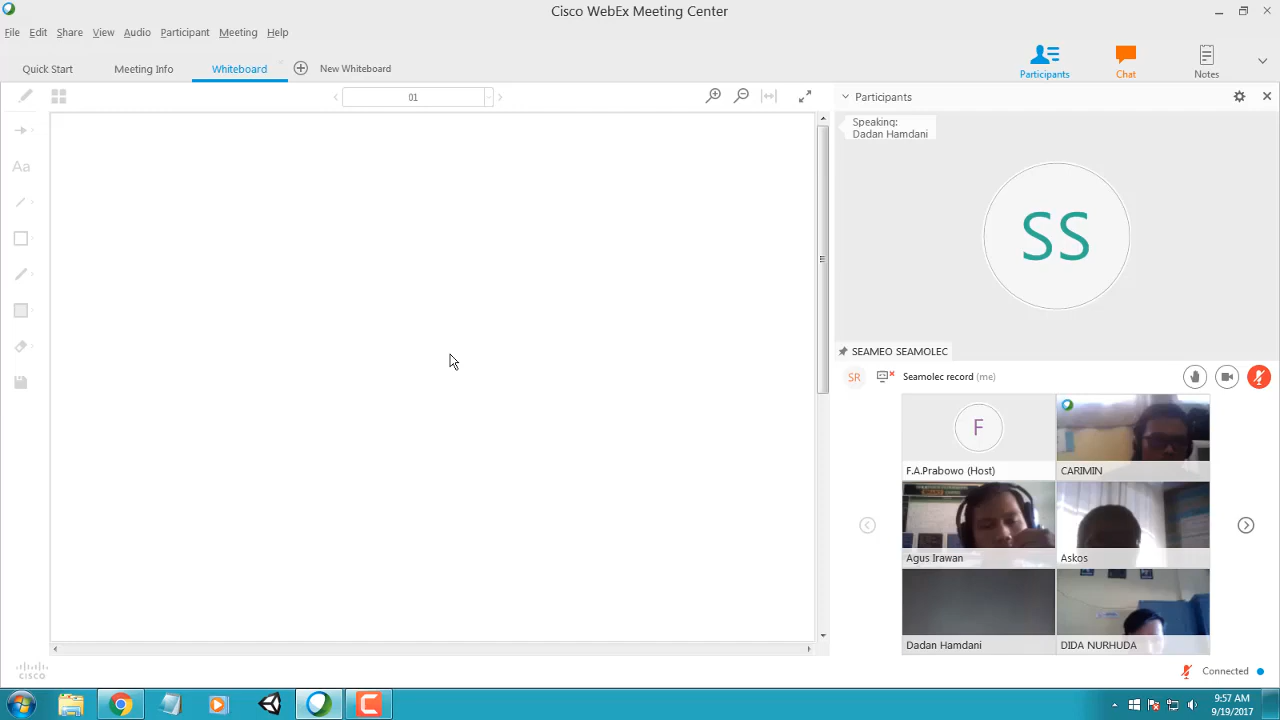 Cisco WebEx Meeting Center
File Edit Share View Audio Participant Meeting Help
Quick Start Meeting Info Whiteboard New Whiteboard
Participants Chat Notes
01
Participants
Aa
Speaking:
Dadan Hamdani
SS
SEAMEO SEAMOLEC
SR Seamolec record (me)
F
F.A.Prabowo (Host) CARIMIN
Agus Irawan Askos
Dadan Hamdani DIDA NURHUDA
cisco Connected
9:57 AM
9/19/2017